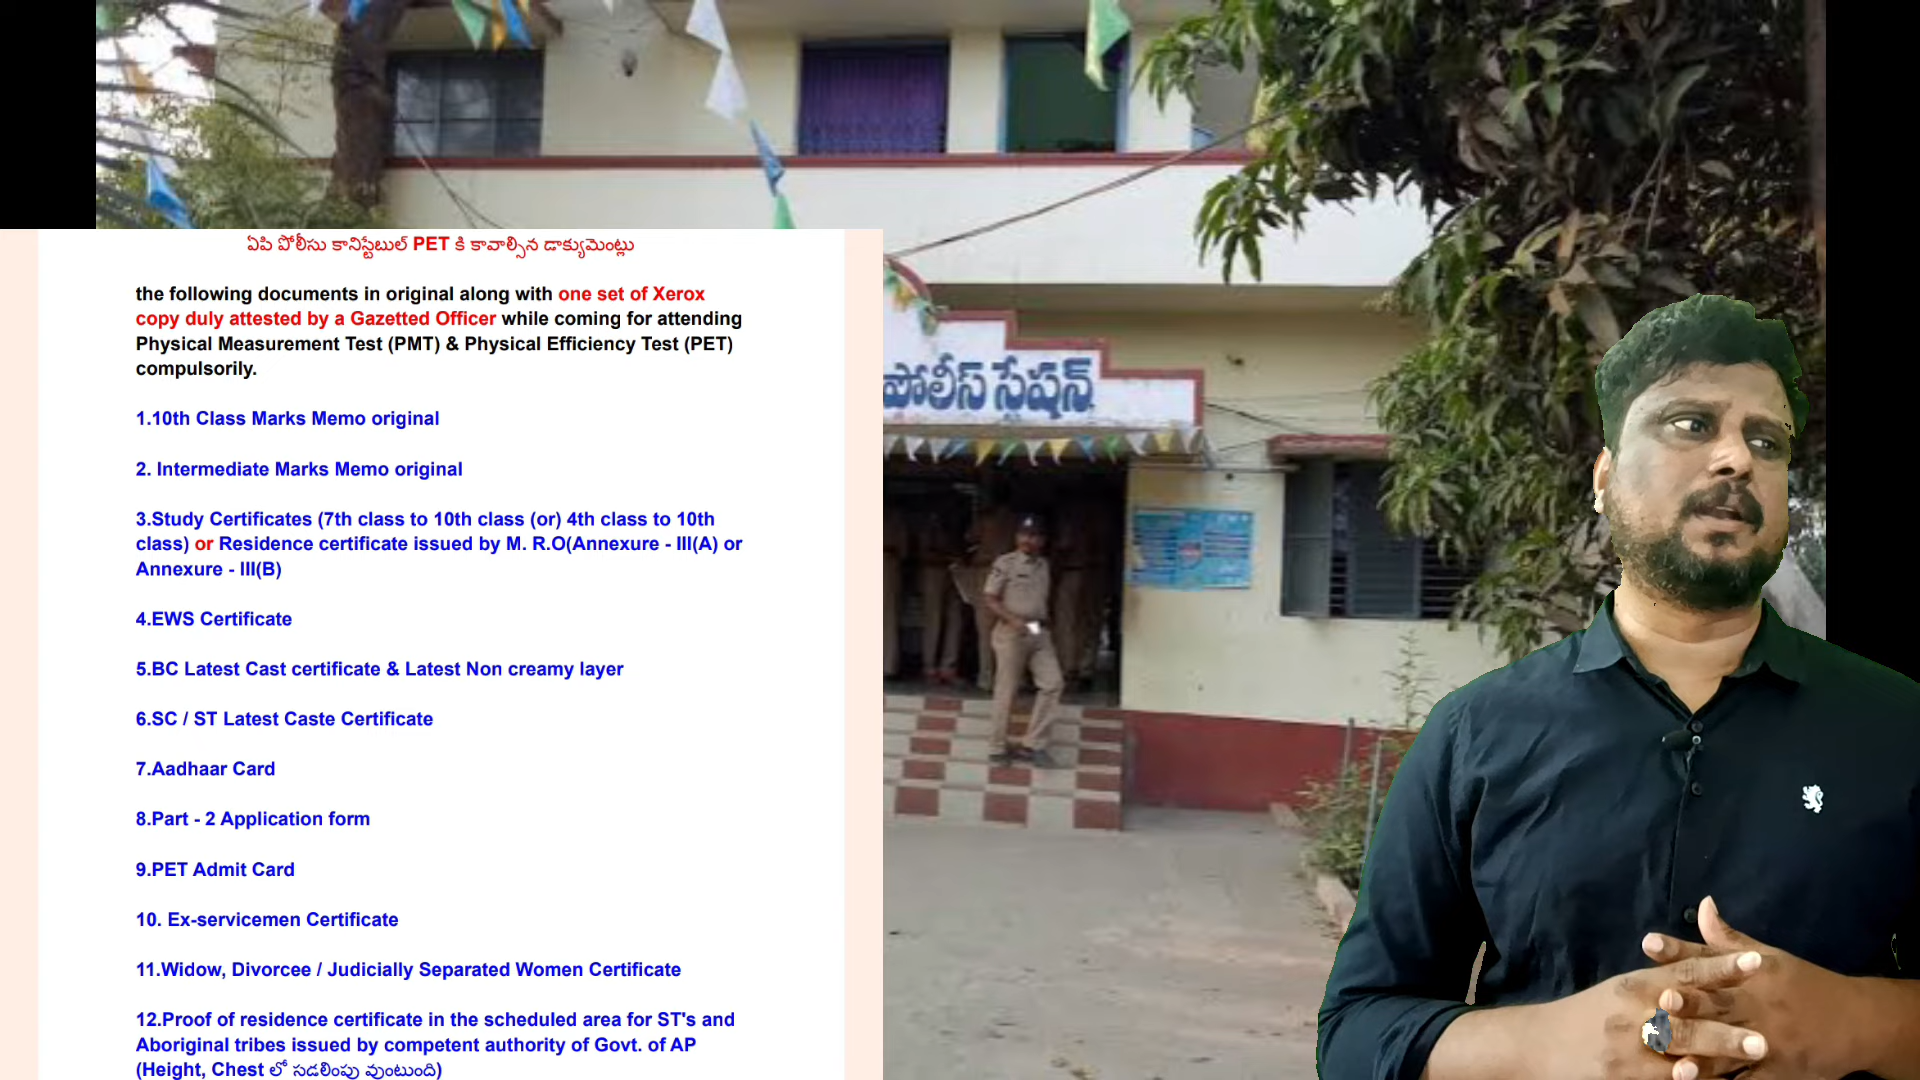 ఏపి పోలీసు కానిస్టేబుల్ PET కి కావాల్సిన డాక్యుమెంట్లు
the following documents in original along with one set of Xerox
copy duly attested by a Gazetted Officer while coming for attending
Physical Measurement Test (PMT) & Physical Efficiency Test (PET)
compulsorily.
1.10th Class Marks Memo original
2. Intermediate Marks Memo original
3.Study Certificates (7th class to 10th class (or) 4th class to 10th
class) or Residence certificate issued by M. R.O(Annexure - III(A) or
Annexure - III(B)
4.EWS Certificate
5.BC Latest Cast certificate & Latest Non creamy layer
6.SC / ST Latest Caste Certificate
7.Aadhaar Card
8.Part - 2 Application form
9.PET Admit Card
10. Ex-servicemen Certificate
11.Widow, Divorcee / Judicially Separated Women Certificate
12.Proof of residence certificate in the scheduled area for ST's and
Aboriginal tribes issued by competent authority of Govt. of AP
(Height, Chest లో సడలింపు వుంటుంది)
పోలీస్ స్టేషన్